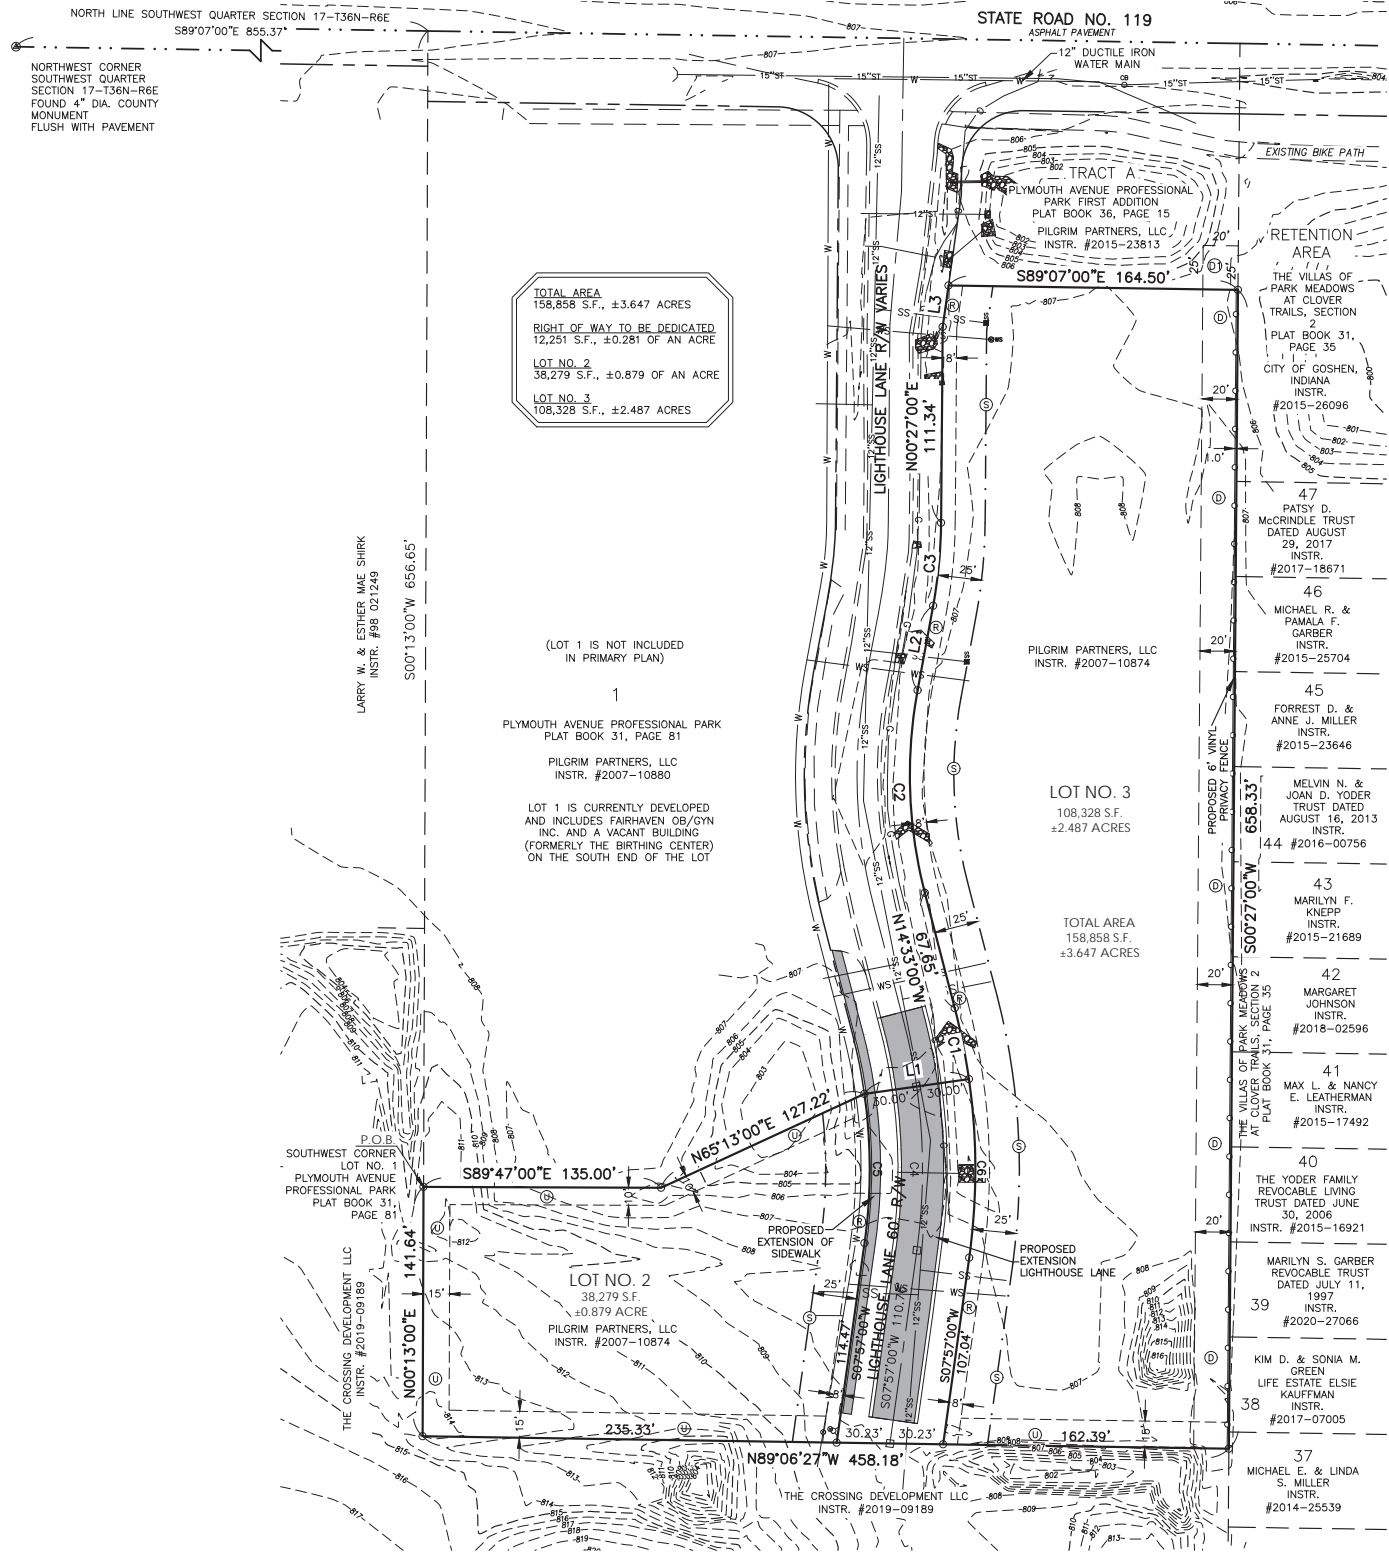 NORTH LINE SOUTHWEST QUARTER SECTION 17-T36N-R6E
S89°07'00"E 855.37'
NORTHWEST CORNER
SOUTHWEST QUARTER
SECTION 17-T36N-R6E
FOUND 4" DIA. COUNTY
MONUMENT
FLUSH WITH PAVEMENT
STATE ROAD NO. 119
ASPHALT PAVEMENT
12" DUCTILE IRON
WATER MAIN
EXISTING BIKE PATH
TRACT A
PLYMOUTH AVENUE PROFESSIONAL
PARK FIRST ADDITION
PLAT BOOK 36, PAGE 15
PILGRIM PARTNERS, LLC
INSTR. #2015-23813
S89°07'00"E 164.50'
RETENTION
AREA
THE VILLAS OF
PARK MEADOWS
AT CLOVER
TRAILS, SECTION
2
PLAT BOOK 31,
PAGE 35
CITY OF GOSHEN,
INDIANA
INSTR.
#2015-26096
TOTAL AREA
158,858 S.F., ±3.647 ACRES
RIGHT OF WAY TO BE DEDICATED
12,251 S.F., ±0.281 OF AN ACRE
LOT NO. 2
38,279 S.F., ±0.879 OF AN ACRE
LOT NO. 3
108,328 S.F., ±2.487 ACRES
LIGHTHOUSE LANE R/W VARIES
L3
N00°27'00"E
111.34'
C3
L2
C2
N14°33'00"W
67.65'
C1
L1
30.00'
30.00'
LARRY W. & ESTHER MAE SHIRK
INSTR. #98 021249
S00°13'00"W 656.65'
(LOT 1 IS NOT INCLUDED
IN PRIMARY PLAN)
1
PLYMOUTH AVENUE PROFESSIONAL PARK
PLAT BOOK 31, PAGE 81
PILGRIM PARTNERS, LLC
INSTR. #2007-10880
LOT 1 IS CURRENTLY DEVELOPED
AND INCLUDES FAIRHAVEN OB/GYN
INC. AND A VACANT BUILDING
(FORMERLY THE BIRTHING CENTER)
ON THE SOUTH END OF THE LOT
PILGRIM PARTNERS, LLC
INSTR. #2007-10874
LOT NO. 3
108,328 S.F.
±2.487 ACRES
TOTAL AREA
158,858 S.F.
±3.647 ACRES
PROPOSED 6' VINYL
PRIVACY FENCE
S00°27'00"W 658.33'
THE VILLAS OF PARK MEADOWS
AT CLOVER TRAILS, SECTION 2
PLAT BOOK 31, PAGE 35
47
PATSY D.
McCRINDLE TRUST
DATED AUGUST
29, 2017
INSTR.
#2017-18671
46
MICHAEL R. &
PAMALA F.
GARBER
INSTR.
#2015-25704
45
FORREST D. &
ANNE J. MILLER
INSTR.
#2015-23646
MELVIN N. &
JOAN D. YODER
TRUST DATED
AUGUST 16, 2013
INSTR.
44 #2016-00756
43
MARILYN F.
KNEPP
INSTR.
#2015-21689
42
MARGARET
JOHNSON
INSTR.
#2018-02596
41
MAX L. & NANCY
E. LEATHERMAN
INSTR.
#2015-17492
40
THE YODER FAMILY
REVOCABLE LIVING
TRUST DATED JUNE
30, 2006
INSTR. #2015-16921
MARILYN S. GARBER
REVOCABLE TRUST
DATED JULY 11,
1997
39 INSTR.
#2020-27066
KIM D. & SONIA M.
GREEN
LIFE ESTATE ELSIE
KAUFFMAN
38 INSTR.
#2017-07005
37
MICHAEL E. & LINDA
S. MILLER
INSTR.
#2014-25539
P.O.B.
SOUTHWEST CORNER
LOT NO. 1
PLYMOUTH AVENUE
PROFESSIONAL PARK
PLAT BOOK 31,
PAGE 81
S89°47'00"E 135.00'
N65°13'00"E 127.22'
N00°13'00"E 141.64'
THE CROSSING DEVELOPMENT LLC
INSTR. #2019-09189
LOT NO. 2
38,279 S.F.
±0.879 ACRE
PILGRIM PARTNERS, LLC
INSTR. #2007-10874
PROPOSED
EXTENSION OF
SIDEWALK
PROPOSED
EXTENSION
LIGHTHOUSE LANE
C5
C4
C6
LIGHTHOUSE LANE 60' R/W
114.47'
S07°57'00"W
S07°57'00"W 110.76'
S07°57'00"W
107.04'
235.33'
30.23'
30.23'
162.39'
N89°06'27"W 458.18'
THE CROSSING DEVELOPMENT LLC
INSTR. #2019-09189